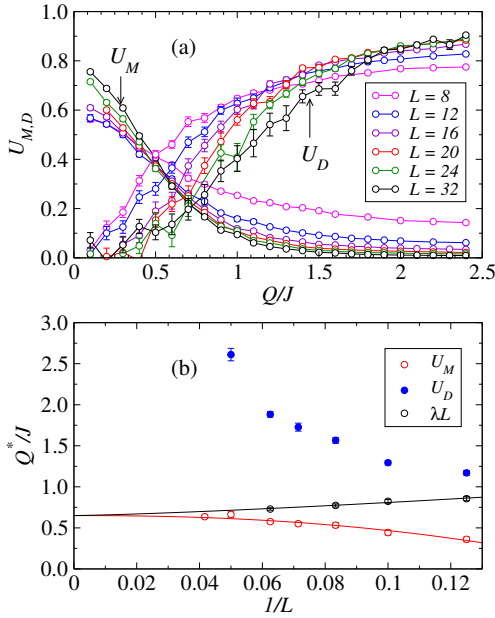 1.0
0.8
0.6
0.4
0.2
0.0
U_{M,D}
U_M
(a)
U_D
L = 8
L = 12
L = 16
L = 20
L = 24
L = 32
0.0
0.5
1.0
1.5
2.0
2.5
Q/J
3.0
2.5
2.0
1.5
1.0
0.5
0.0
Q^*/J
(b)
U_M
U_D
λL
0
0.02
0.04
0.06
0.08
0.1
0.12
1/L